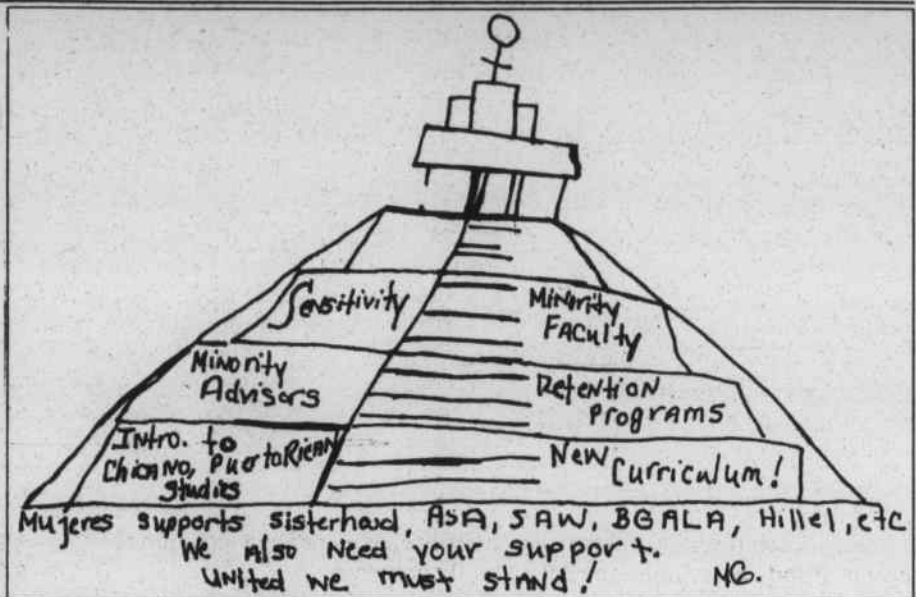 Sensitivity
Minority
Faculty
Minority
Advisors
Retention
Programs
Intro. to
Chicano, PuertoRican
Studies
New
Curriculum!
Mujeres supports sisterhood, ASA, SAW, BGALA, Hillel, etc
We Also Need your support.
United we must stand! NG.